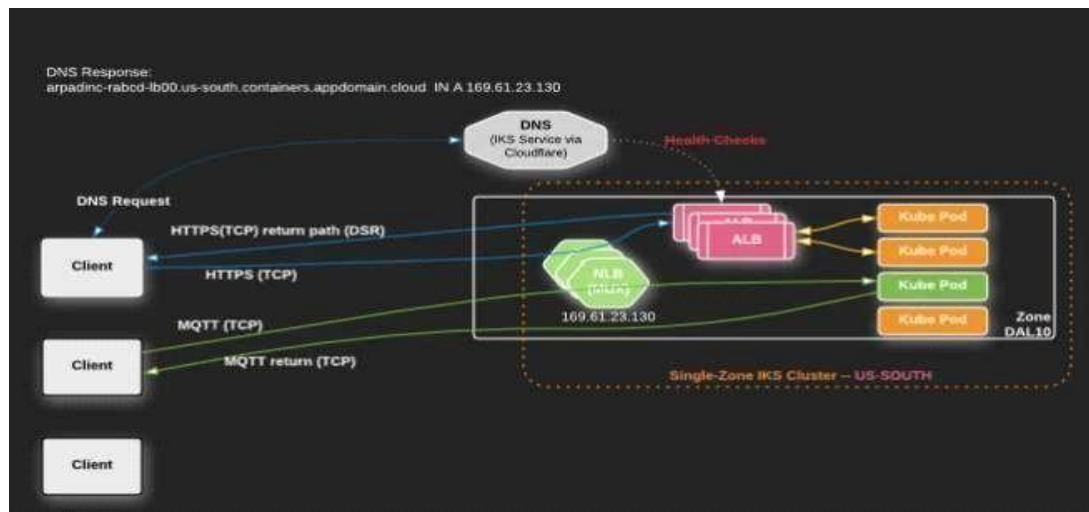 DNS Response:
arpadinc-rabcd-lb00.us-south.containers.appdomain.cloud IN A 169.61.23.130
DNS
(IKS Service via
Cloudflare)
Health Checks
DNS Request
HTTPS(TCP) return path (DSR)
Client
HTTPS (TCP)
ALB
ALB
Kube Pod
Kube Pod
Kube Pod
Kube Pod
NLB
(MUX)
169.61.23.130
Zone
DAL10
MQTT (TCP)
MQTT return (TCP)
Client
Single-Zone IKS Cluster – US-SOUTH
Client